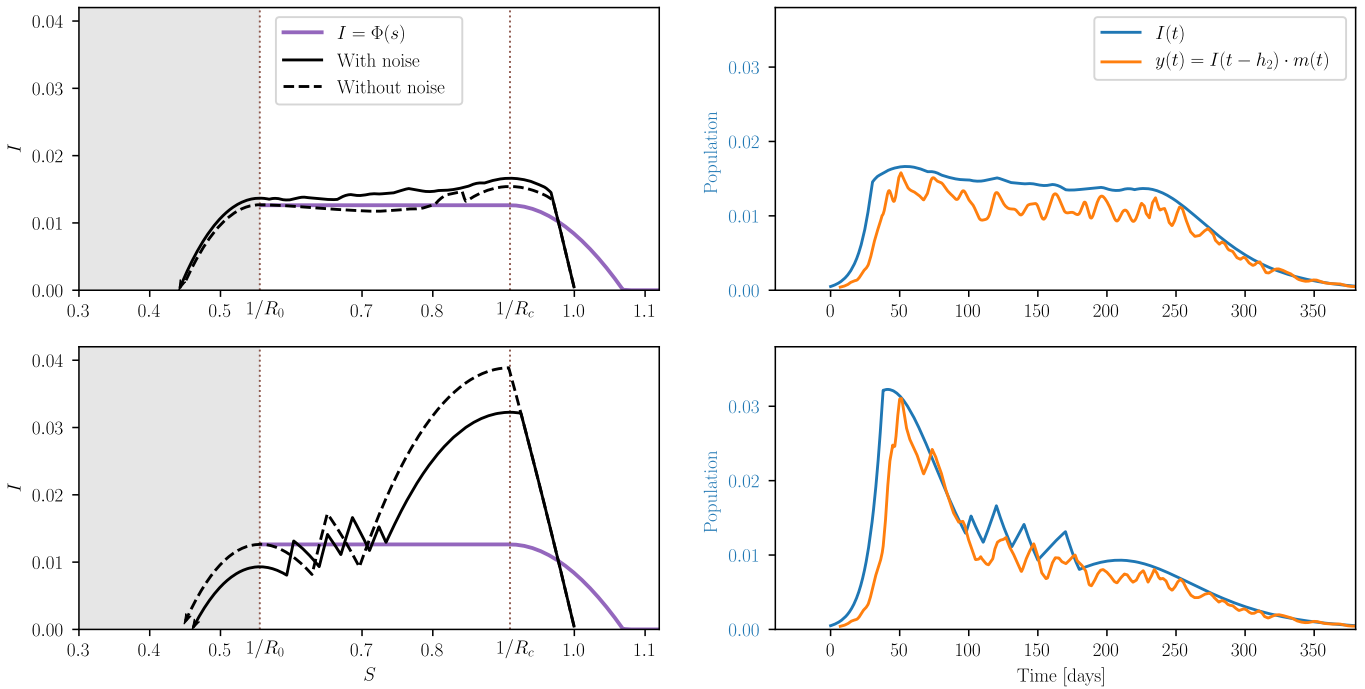 0.04
0.03
0.02
0.01
0.00
I
I = Φ(s)
With noise
Without noise
0.3 0.4 0.5 1/R₀ 0.7 0.8 1/R_c 1.0 1.1
0.03
0.02
0.01
0.00
Population
I(t)
y(t) = I(t − h₂) · m(t)
0 50 100 150 200 250 300 350
0.04
0.03
0.02
0.01
0.00
I
0.3 0.4 0.5 1/R₀ 0.7 0.8 1/R_c 1.0 1.1
S
0.03
0.02
0.01
0.00
Population
0 50 100 150 200 250 300 350
Time [days]